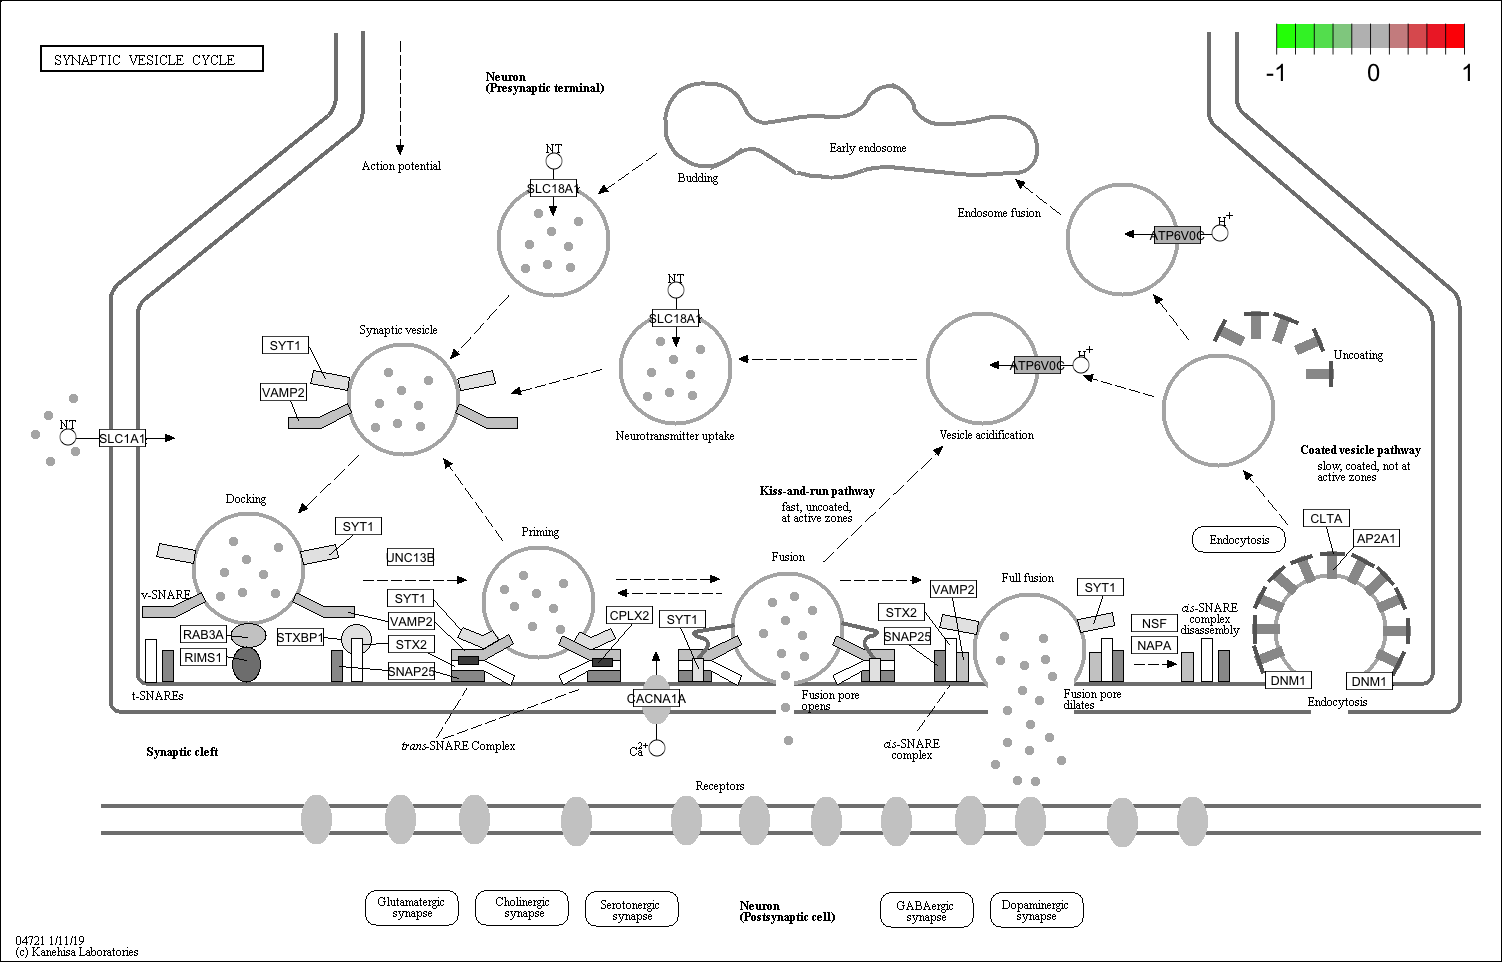 SYNAPTIC VESICLE CYCLE
-1
0
1
Neuron
(Presynaptic terminal)
Action potential
NT
SLC18A1
Budding
Early endosome
Endosome fusion
ATP6V0C
H+
NT
SLC18A1
Synaptic vesicle
SYT1
VAMP2
Neurotransmitter uptake
ATP6V0C
H+
Vesicle acidification
Uncoating
NT
SLC1A1
Coated vesicle pathway
slow, coated, not at
active zones
Kiss-and-run pathway
fast, uncoated,
at active zones
Docking
SYT1
UNC13B
Priming
Fusion
Endocytosis
CLTA
AP2A1
v-SNARE
SYT1
VAMP2
STX2
SNAP25
RAB3A
RIMS1
STXBP1
CPLX2
SYT1
VAMP2
STX2
SNAP25
Full fusion
SYT1
NSF
NAPA
cis-SNARE
complex
disassembly
DNM1
DNM1
t-SNAREs
CACNA1A
Ca2+
Fusion pore
opens
Fusion pore
dilates
Endocytosis
trans-SNARE Complex
cis-SNARE
complex
Synaptic cleft
Receptors
Glutamatergic
synapse
Cholinergic
synapse
Serotonergic
synapse
Neuron
(Postsynaptic cell)
GABAergic
synapse
Dopaminergic
synapse
04721 1/11/19
(c) Kanehisa Laboratories